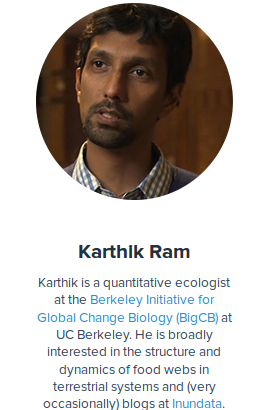 Karthik Ram
Karthik is a quantitative ecologist
at the Berkeley Initiative for
Global Change Biology (BigCB) at
UC Berkeley. He is broadly
interested in the structure and
dynamics of food webs in
terrestrial systems and (very
occasionally) blogs at Inundata.